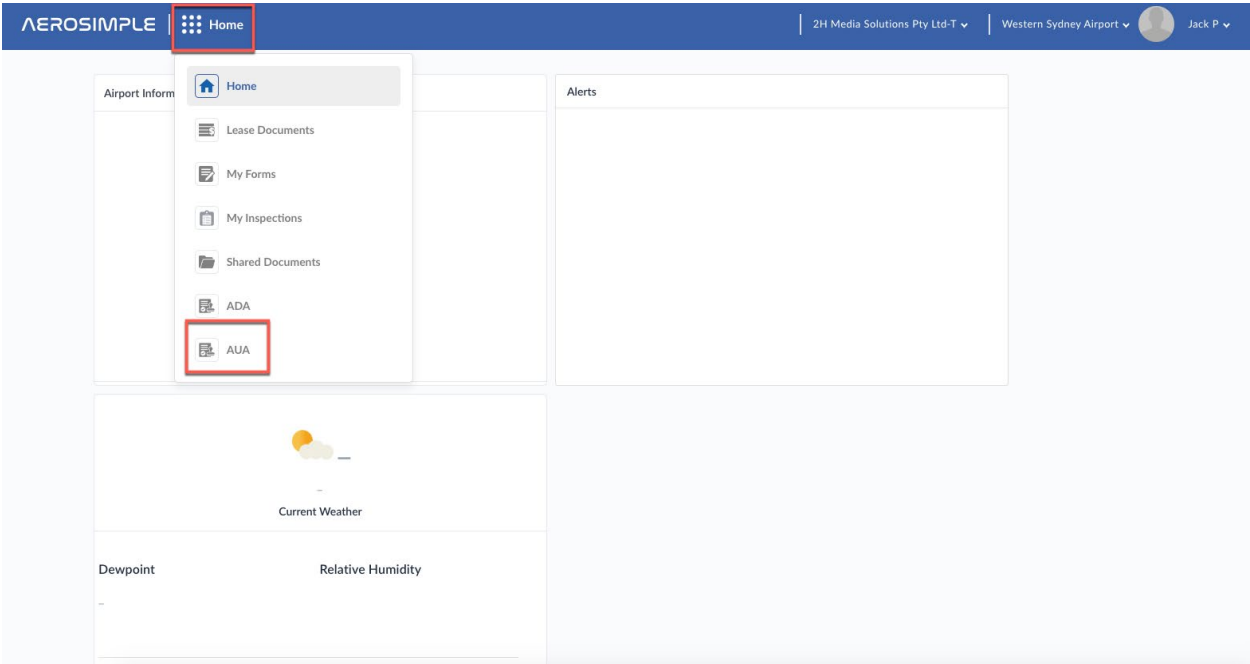 AEROSIMPLE
Home
2H Media Solutions Pty Ltd-T
Western Sydney Airport
Jack P
Airport Inform
Home
Lease Documents
My Forms
My Inspections
Shared Documents
ADA
AUA
Alerts
Current Weather
Dewpoint
Relative Humidity